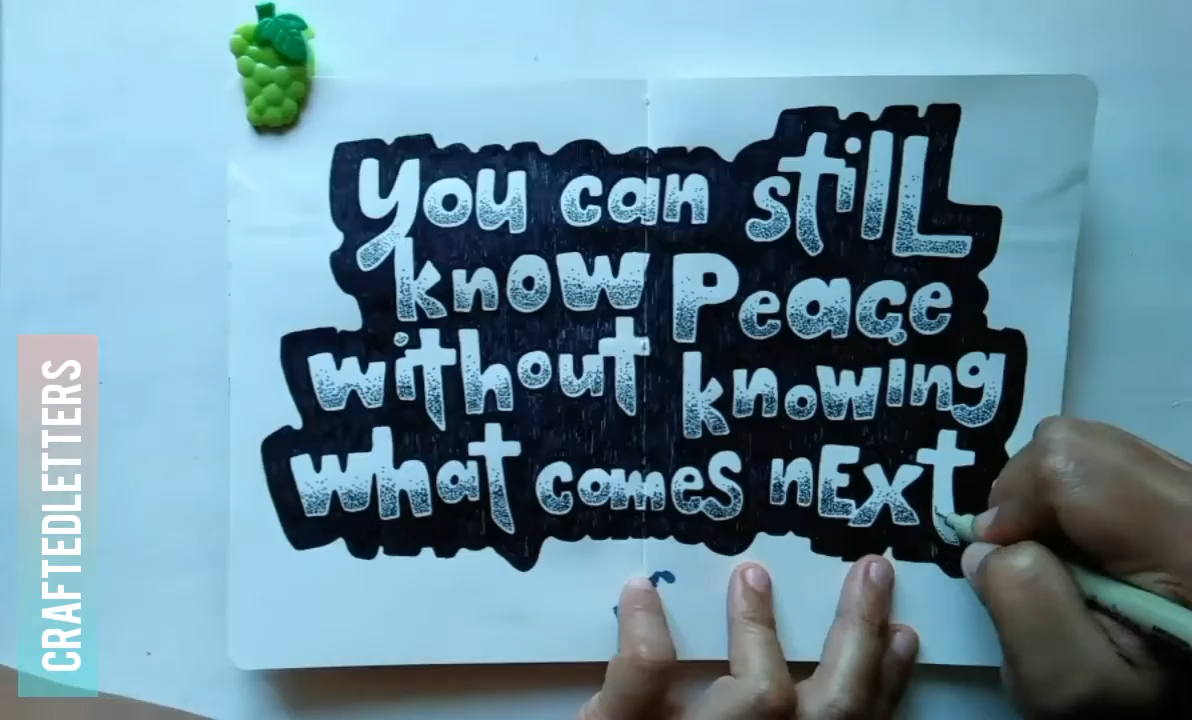 You can stilL
know Peace
without knowing
what comes nExt
CRAFTEDLETTERS